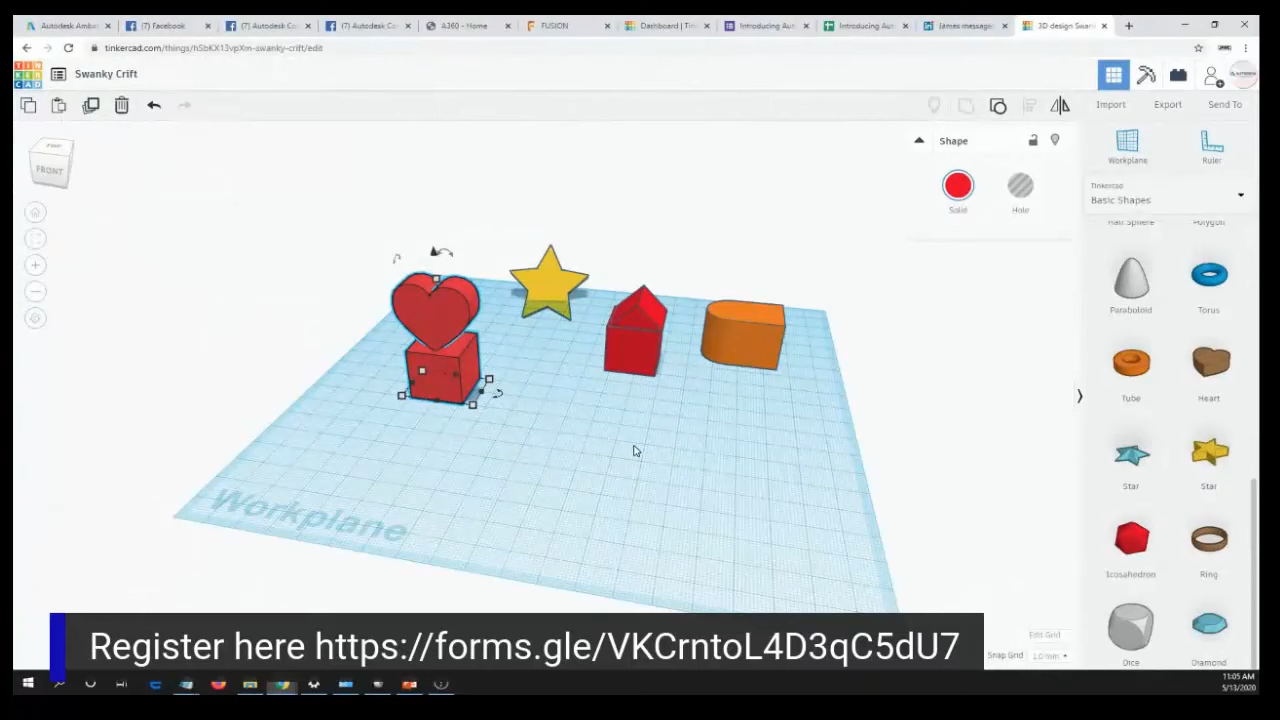 Autodesk Amba
(7) Facebook
(7) Autodesk Co
(7) Autodesk Co
A360 - Home
FUSION
Dashboard | Tin
Introducing Aut
Introducing Aut
James message
3D design Swan
tinkercad.com/things/hSbKX13vpXm-swanky-crift/edit
TIN
KER
CAD
Swanky Crift
Import
Export
Send To
TOP
FRONT
Shape
Solid
Hole
Workplane
Ruler
Tinkercad
Basic Shapes
Half Sphere
Polygon
Paraboloid
Torus
Tube
Heart
Star
Star
Icosahedron
Ring
Dice
Diamond
Workplane
Edit Grid
Snap Grid 1.0 mm
Register here https://forms.gle/VKCrntoL4D3qC5dU7
11:05 AM
5/13/2020